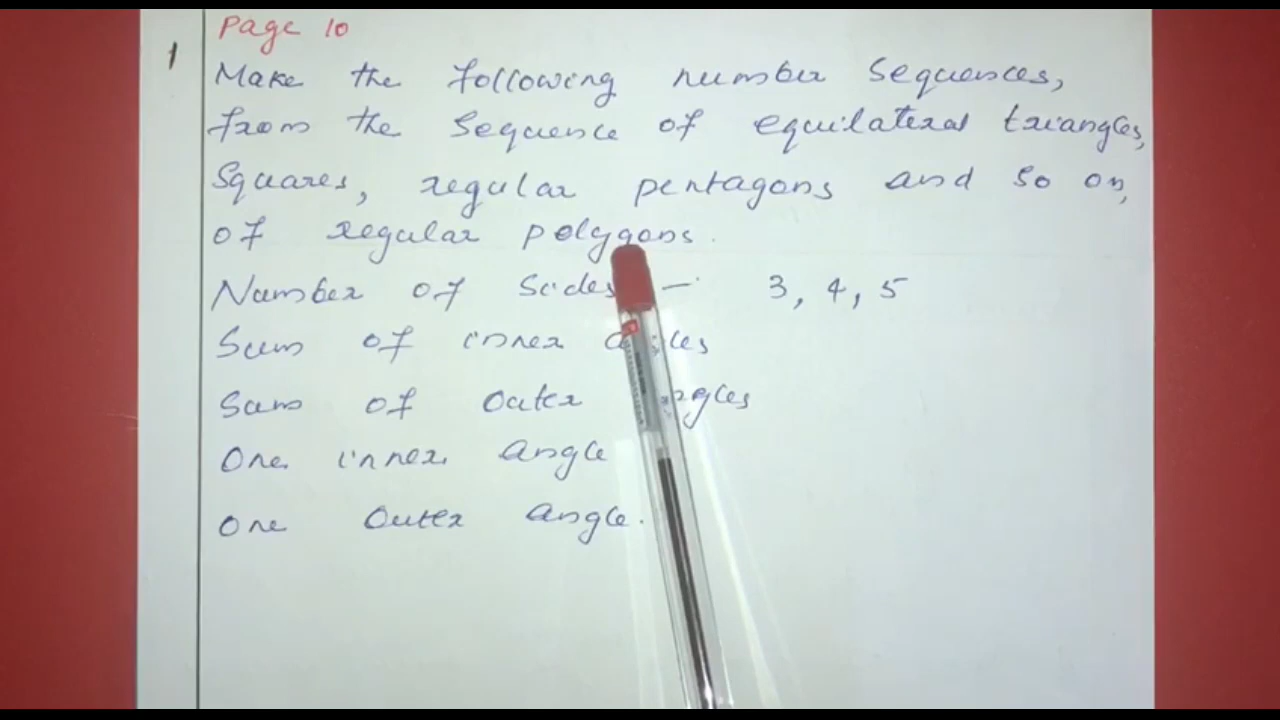 Page 10
1
Make the following number sequences,
from the sequence of equilateral triangles,
Squares, regular pentagons and so on,
of regular polygons.
Number of Sides - 3, 4, 5
Sum of inner angles
Sum of outer angles
One inner angle
One outer angle.